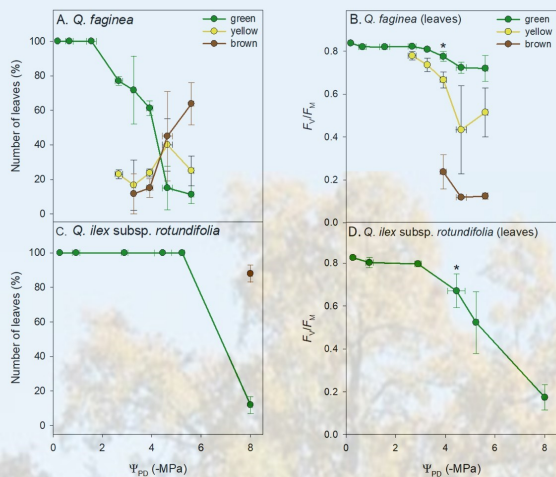 A. Q. faginea
green
yellow
brown
Number of leaves (%)
100
80
60
40
20
0
B. Q. faginea (leaves)
green
yellow
brown
*
FV/FM
0.8
0.6
0.4
0.2
0.0
C. Q. ilex subsp. rotundifolia
Number of leaves (%)
100
80
60
40
20
0
0 2 4 6 8
ΨPD (-MPa)
D. Q. ilex subsp. rotundifolia (leaves)
*
FV/FM
0.8
0.6
0.4
0.2
0.0
0 2 4 6 8
ΨPD (-MPa)